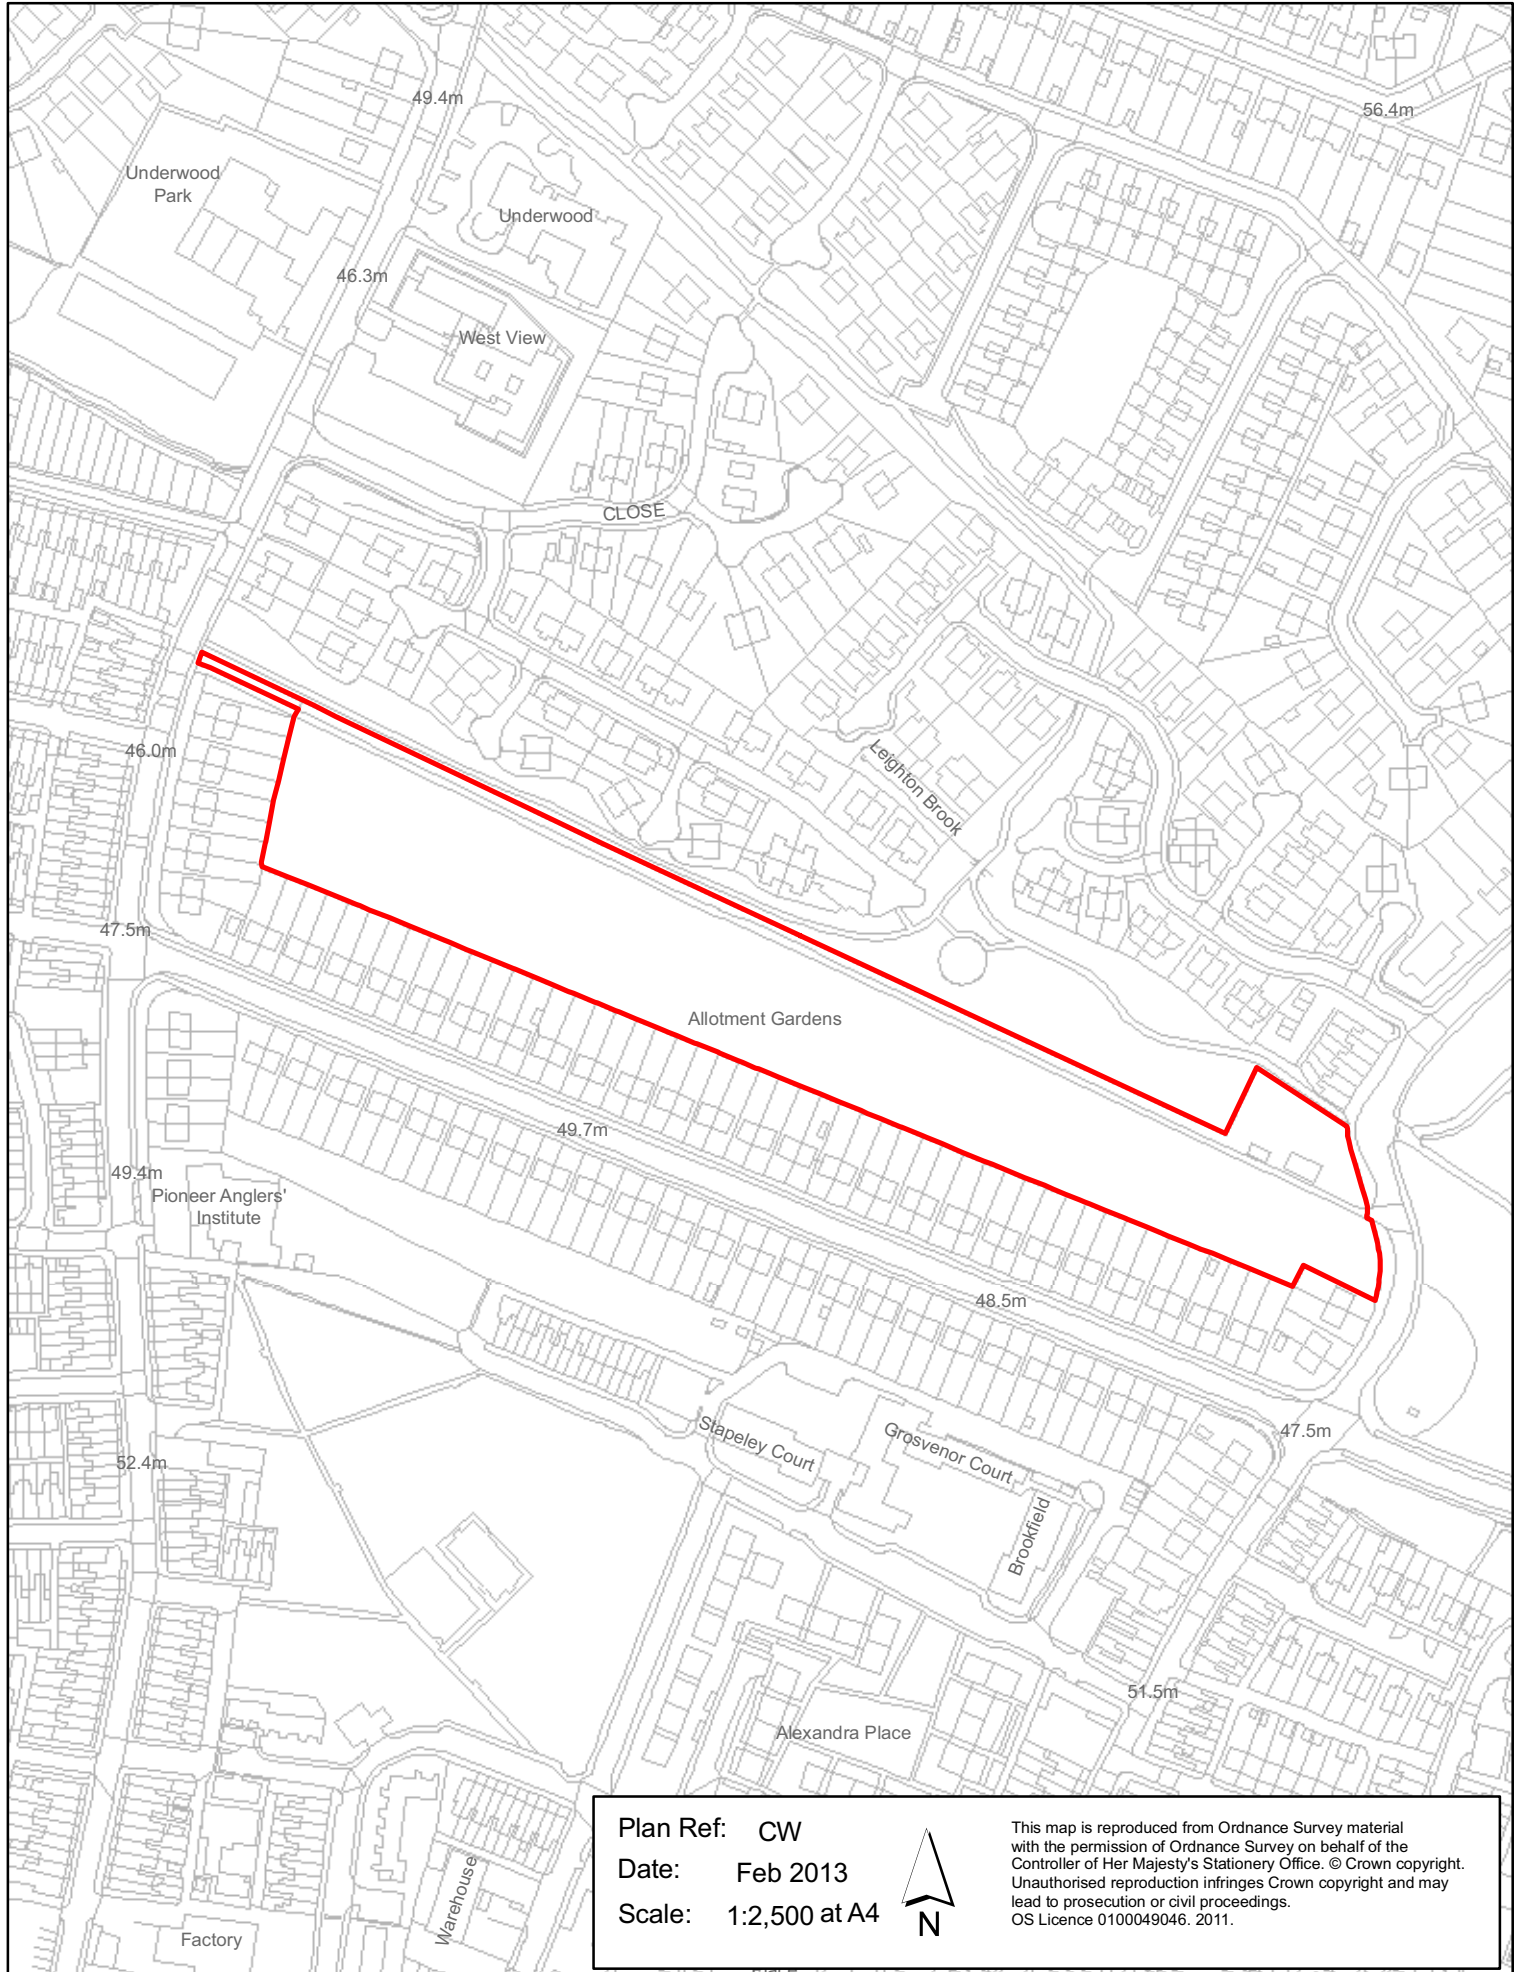 49.4m
56.4m
Underwood
Park
Underwood
46.3m
West View
CLOSE
46.0m
Leighton Brook
47.5m
Allotment Gardens
49.7m
49.4m
Pioneer Anglers'
Institute
48.5m
Stapeley Court
Grosvenor Court
47.5m
52.4m
Brookfield
51.5m
Alexandra Place
Warehouse
Factory
Plan Ref: CW
Date: Feb 2013
Scale: 1:2,500 at A4
N
This map is reproduced from Ordnance Survey material
with the permission of Ordnance Survey on behalf of the
Controller of Her Majesty's Stationery Office. © Crown copyright.
Unauthorised reproduction infringes Crown copyright and may
lead to prosecution or civil proceedings.
OS Licence 0100049046. 2011.